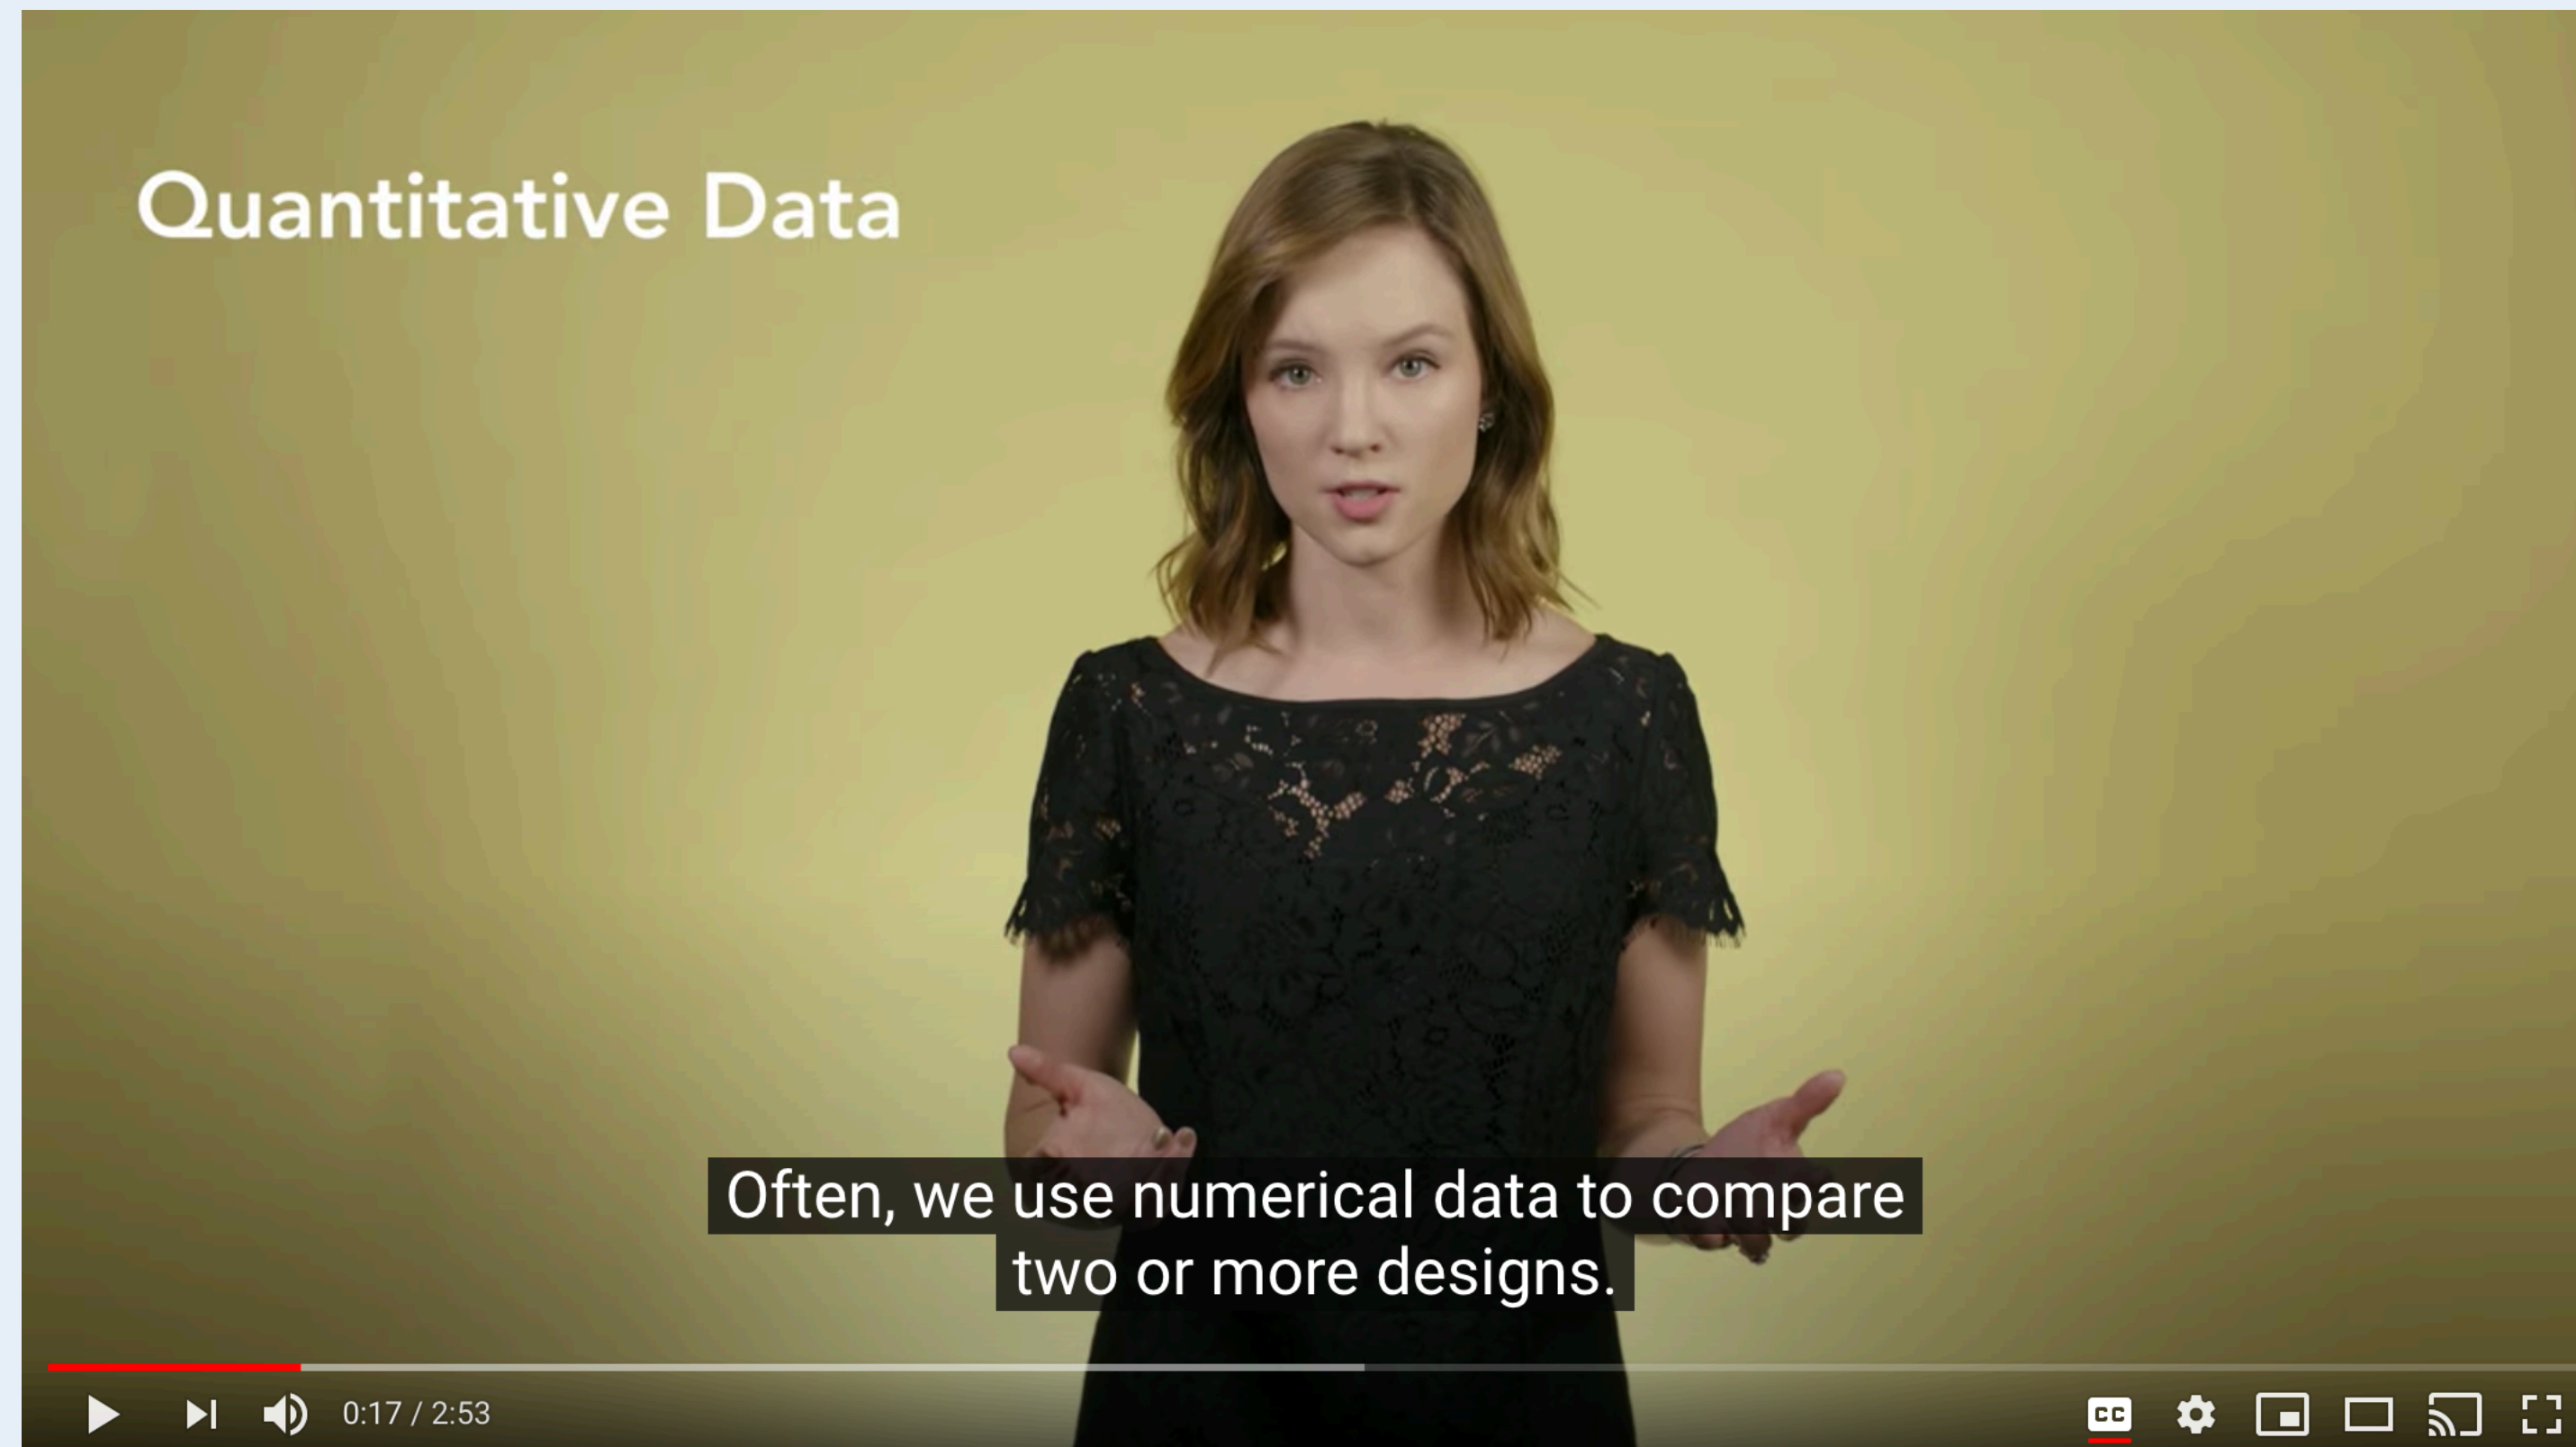 Quantitative Data
Often, we use numerical data to compare
two or more designs.
0:17 / 2:53
CC